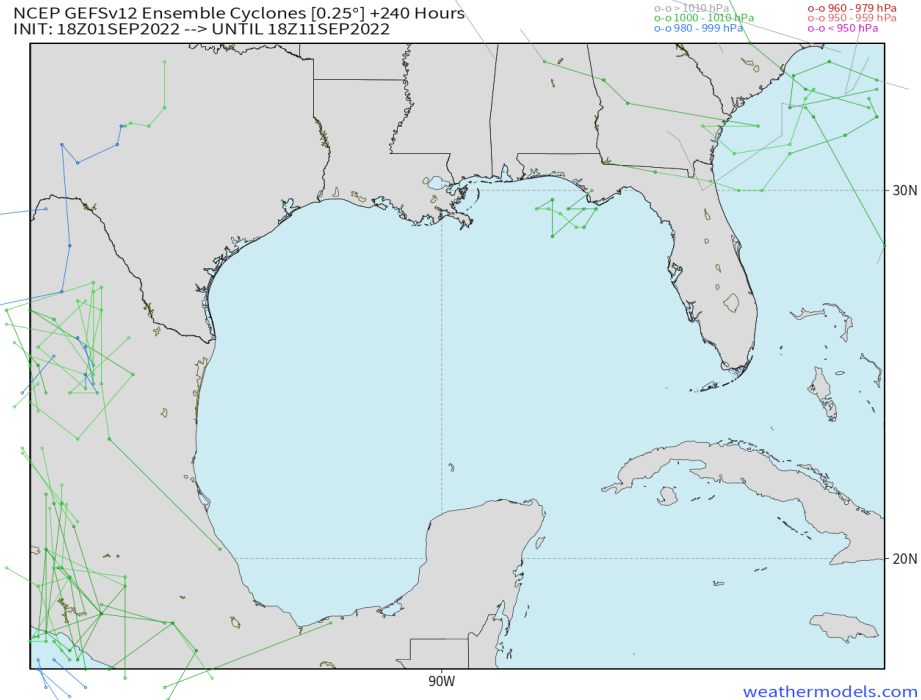 NCEP GEFSv12 Ensemble Cyclones [0.25°] +240 Hours
INIT: 18Z01SEP2022 --> UNTIL 18Z11SEP2022
o-o > 1010 hPa
o-o 1000 - 1010 hPa
o-o 980 - 999 hPa
o-o 960 - 979 hPa
o-o 950 - 959 hPa
o-o < 950 hPa
30N
20N
90W
weathermodels.com